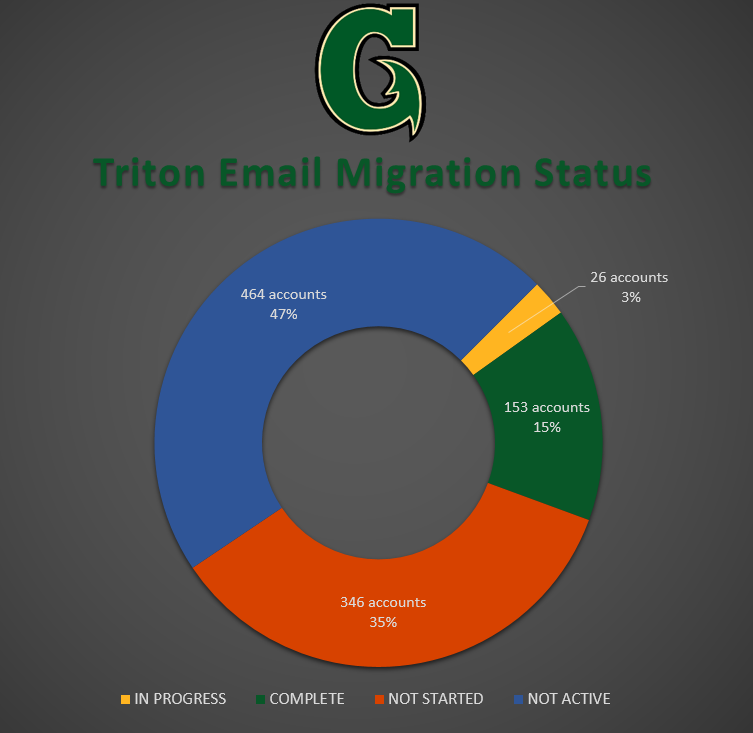 G
Triton Email Migration Status
464 accounts
47%
26 accounts
3%
153 accounts
15%
346 accounts
35%
IN PROGRESS COMPLETE NOT STARTED NOT ACTIVE